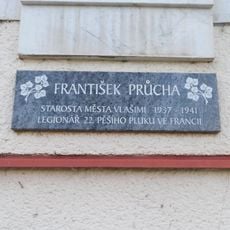 FRANTIŠEK PRŮCHA
STAROSTA MĚSTA VLAŠIMI 1937 - 1941
LEGIONÁŘ 22. PĚŠÍHO PLUKU VE FRANCII